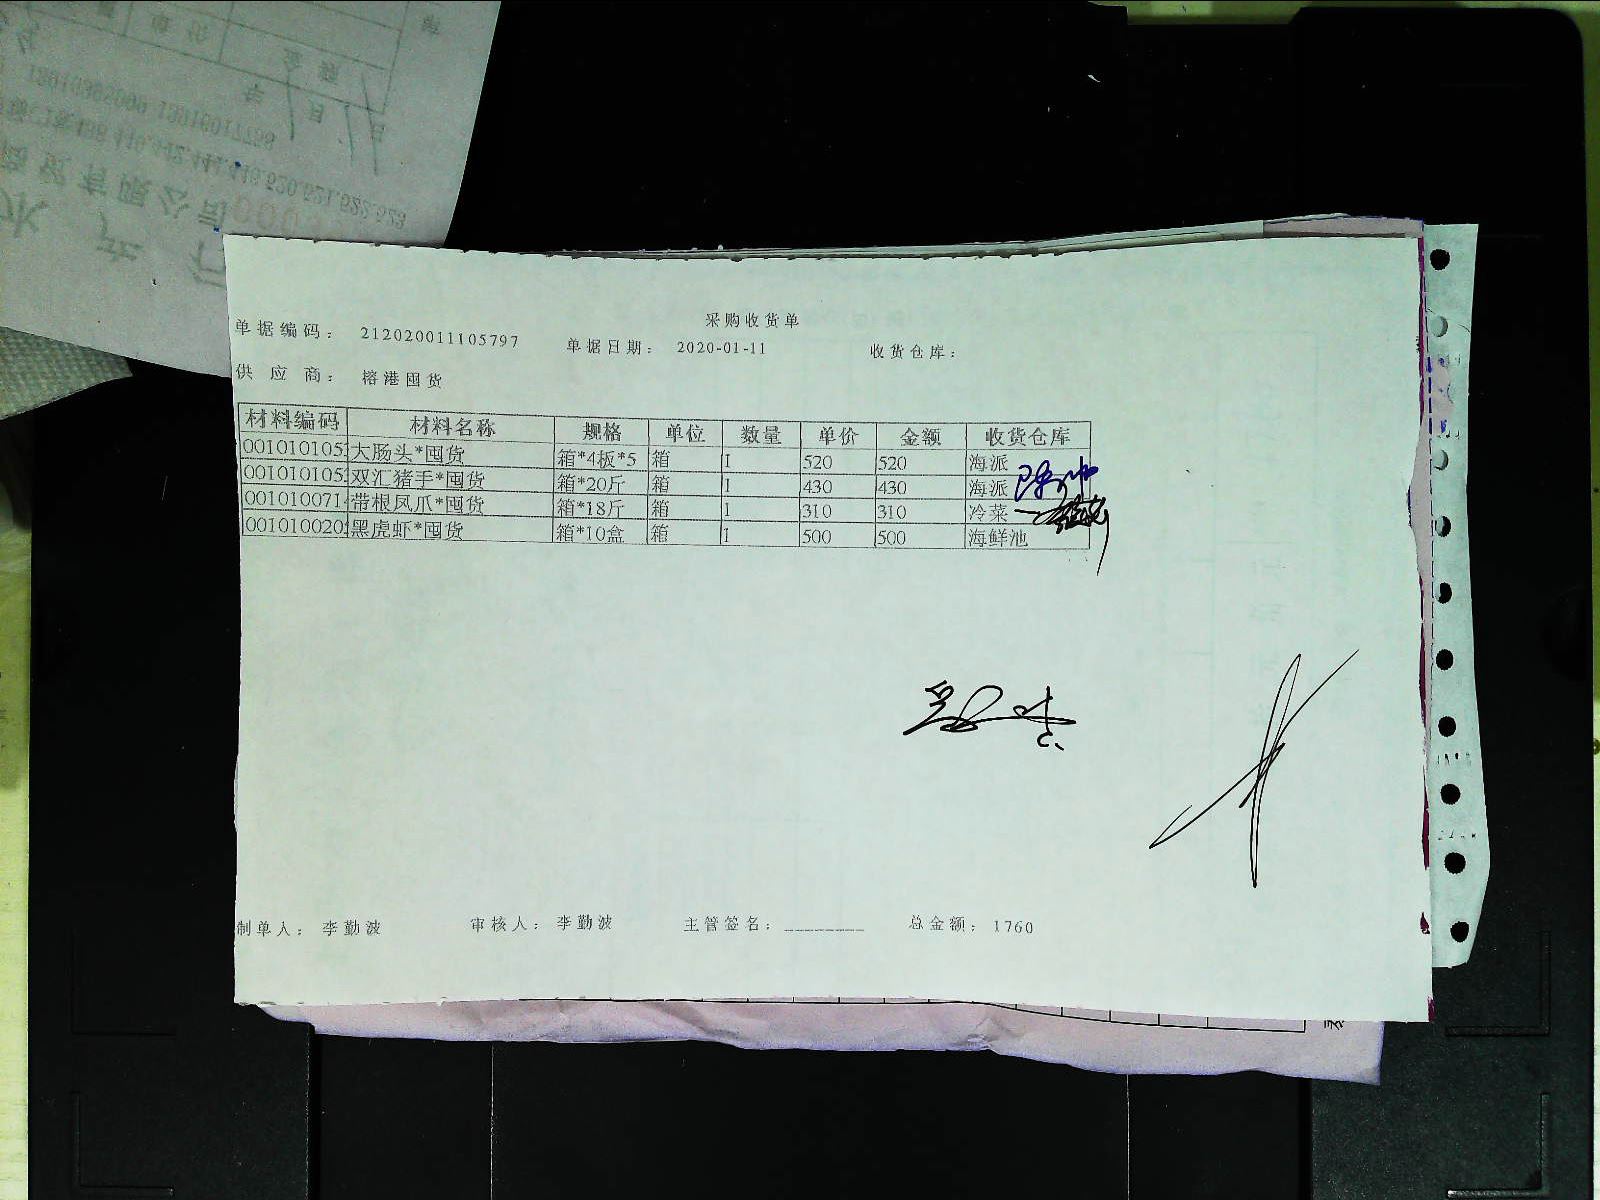 采购收货单
单据编码： 212020011105797 单据日期： 2020-01-11 收货仓库：
供 应 商： 榕港囤货
材料编码 材料名称 规格 单位 数量 单价 金额 收货仓库
001010105 大肠头*囤货 箱*4板*5 箱 1 520 520 海派
001010105 双汇猪手*囤货 箱*20斤 箱 1 430 430 海派
001010071 带根凤爪*囤货 箱*18斤 箱 1 310 310 冷菜
001010020 黑虎虾*囤货 箱*10盒 箱 1 500 500 海鲜池
制单人： 李勤波 审核人： 李勤波 主管签名： ________ 总金额： 1760